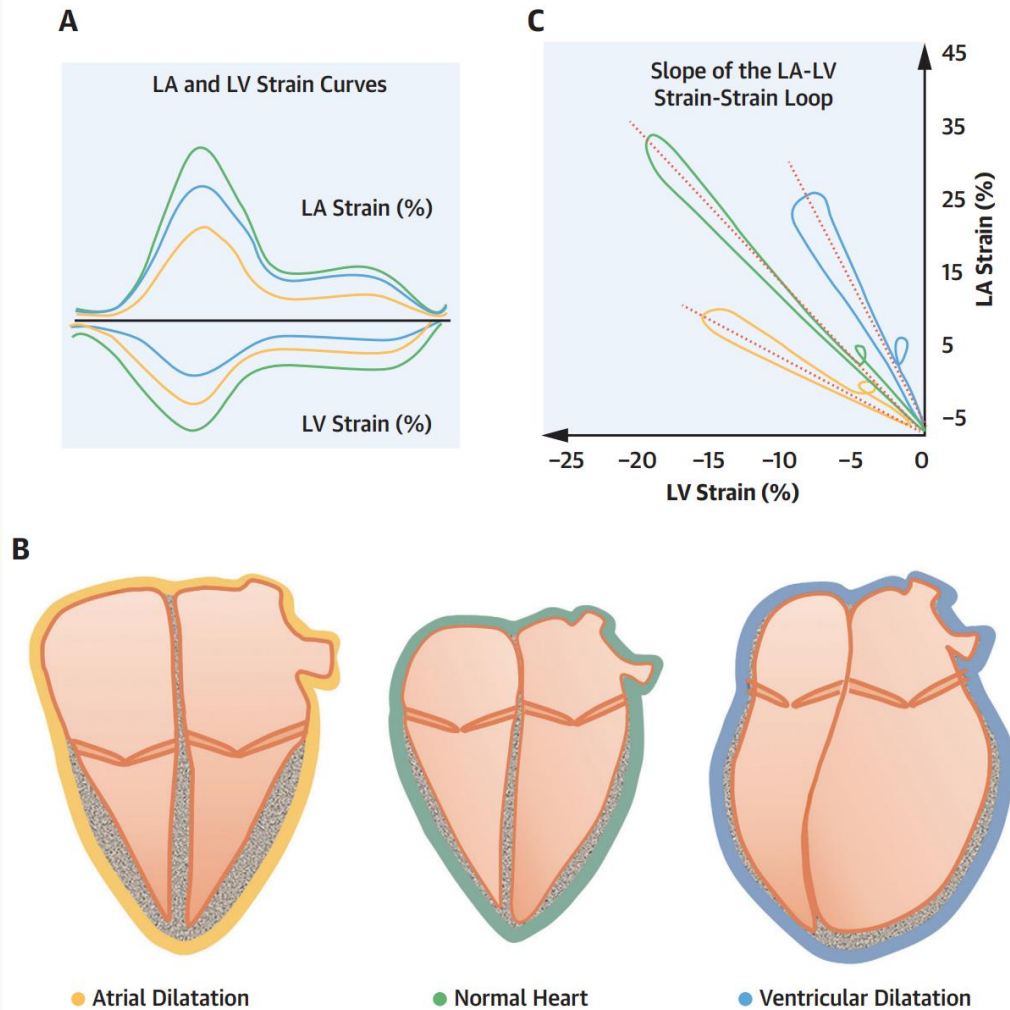 A
LA and LV Strain Curves
LA Strain (%)
LV Strain (%)
C
Slope of the LA-LV
Strain-Strain Loop
45
35
25
15
5
−5
LA Strain (%)
−25 −20 −15 −10 −5 0
LV Strain (%)
B
Atrial Dilatation
Normal Heart
Ventricular Dilatation